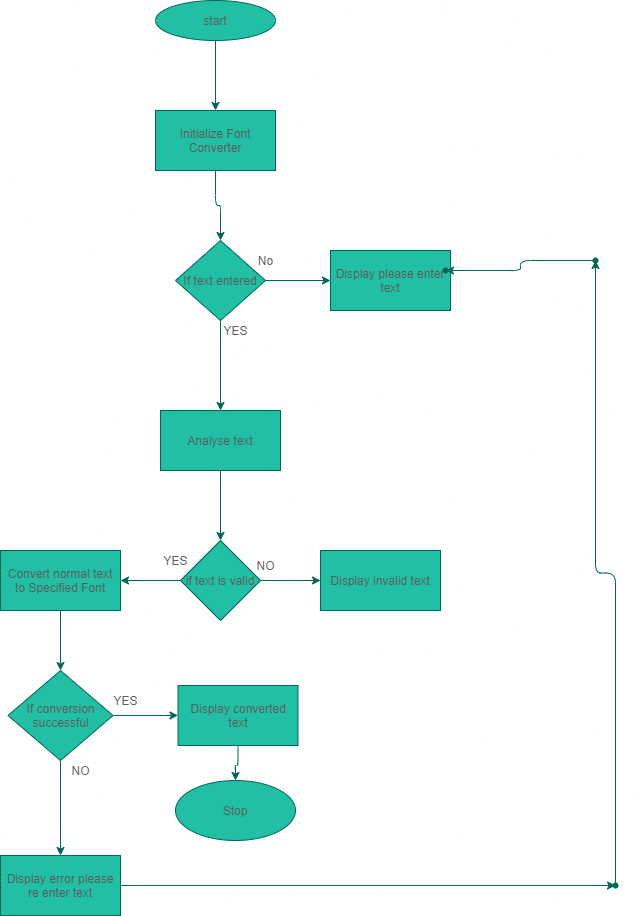 start
Initialize Font
Converter
If text entered
No
Display please enter
text
YES
Analyse text
YES
If text is valid
NO
Convert normal text
to Specified Font
Display invalid text
If conversion
successful
YES
Display converted
text
NO
Stop
Display error please
re enter text